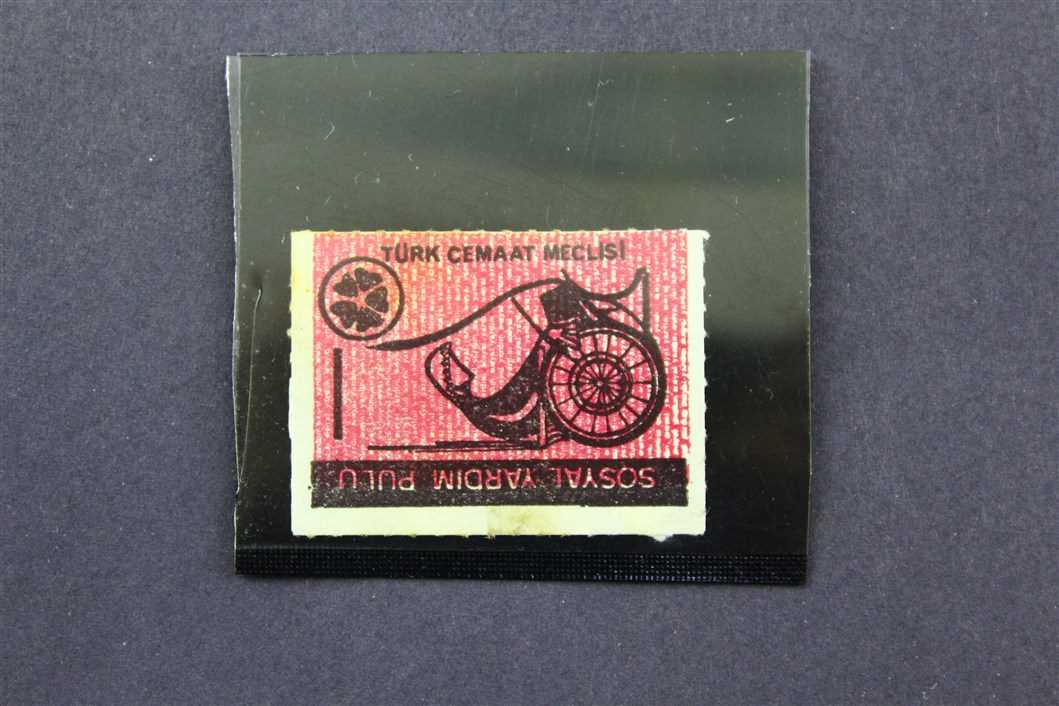 TÜRK CEMAAT MECLİSİ
SOSYAL YARDIM PULU